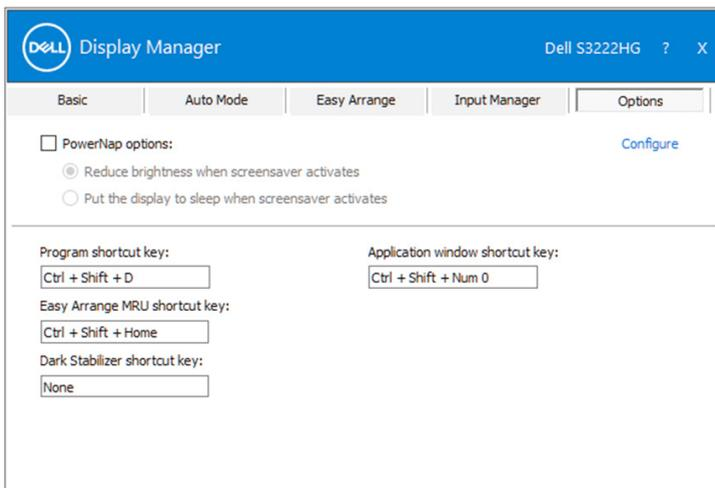 DELL Display Manager Dell S3222HG ? X
Basic Auto Mode Easy Arrange Input Manager Options
PowerNap options: Configure
Reduce brightness when screensaver activates
Put the display to sleep when screensaver activates
Program shortcut key: Application window shortcut key:
Ctrl + Shift + D Ctrl + Shift + Num 0
Easy Arrange MRU shortcut key:
Ctrl + Shift + Home
Dark Stabilizer shortcut key:
None